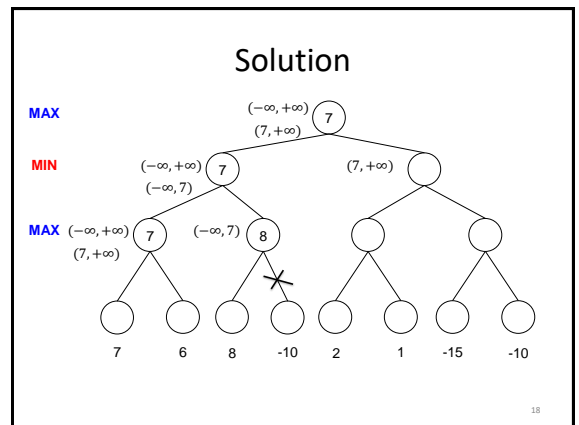 Solution
MAX
(−∞, +∞)
7
(7, +∞)
MIN
(−∞, +∞)
7
(7, +∞)
(−∞, 7)
MAX
(−∞, +∞)
7
(−∞, 7)
8
(7, +∞)
7 6 8 -10 2 1 -15 -10
18